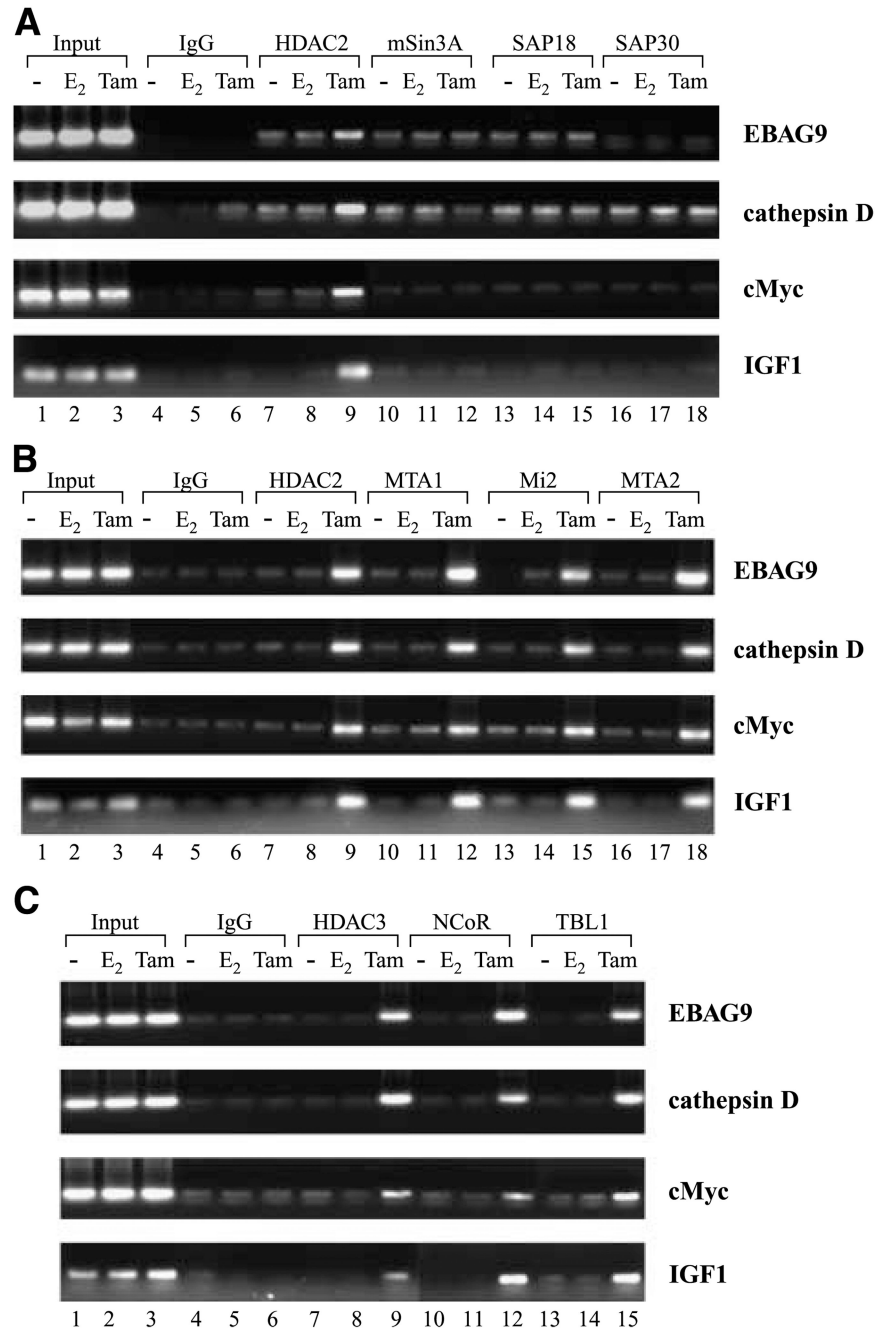 A
Input IgG HDAC2 mSin3A SAP18 SAP30
- E2 Tam - E2 Tam - E2 Tam - E2 Tam - E2 Tam - E2 Tam
EBAG9
cathepsin D
cMyc
IGF1
1 2 3 4 5 6 7 8 9 10 11 12 13 14 15 16 17 18
B
Input IgG HDAC2 MTA1 Mi2 MTA2
- E2 Tam - E2 Tam - E2 Tam - E2 Tam - E2 Tam - E2 Tam
EBAG9
cathepsin D
cMyc
IGF1
1 2 3 4 5 6 7 8 9 10 11 12 13 14 15 16 17 18
C
Input IgG HDAC3 NCoR TBL1
- E2 Tam - E2 Tam - E2 Tam - E2 Tam - E2 Tam
EBAG9
cathepsin D
cMyc
IGF1
1 2 3 4 5 6 7 8 9 10 11 12 13 14 15